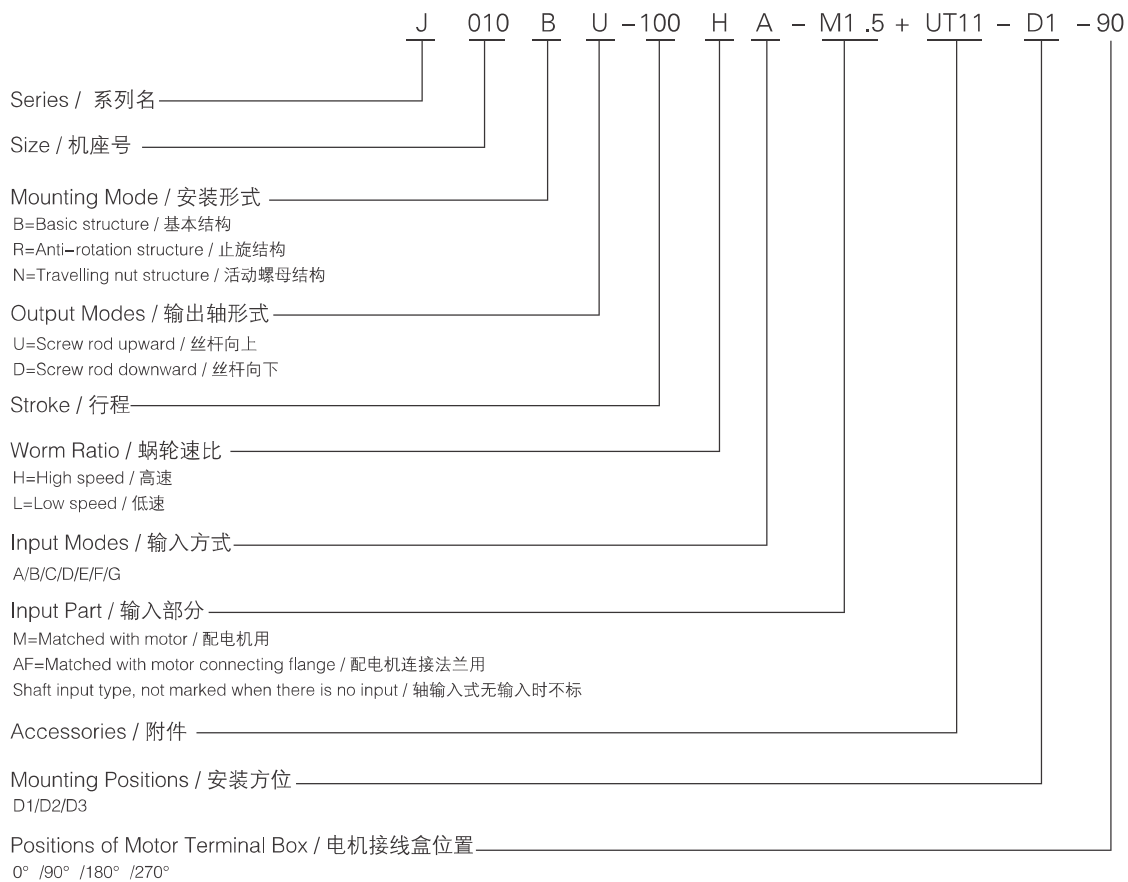 J 010 B U -100 H A - M1 .5 + UT11 - D1 - 90
Series / 系列名
Size / 机座号
Mounting Mode / 安装形式
B=Basic structure / 基本结构
R=Anti-rotation structure / 止旋结构
N=Travelling nut structure / 活动螺母结构
Output Modes / 输出轴形式
U=Screw rod upward / 丝杆向上
D=Screw rod downward / 丝杆向下
Stroke / 行程
Worm Ratio / 蜗轮速比
H=High speed / 高速
L=Low speed / 低速
Input Modes / 输入方式
A/B/C/D/E/F/G
Input Part / 输入部分
M=Matched with motor / 配电机用
AF=Matched with motor connecting flange / 配电机连接法兰用
Shaft input type, not marked when there is no input / 轴输入式无输入时不标
Accessories / 附件
Mounting Positions / 安装方位
D1/D2/D3
Positions of Motor Terminal Box / 电机接线盒位置
0° /90° /180° /270°